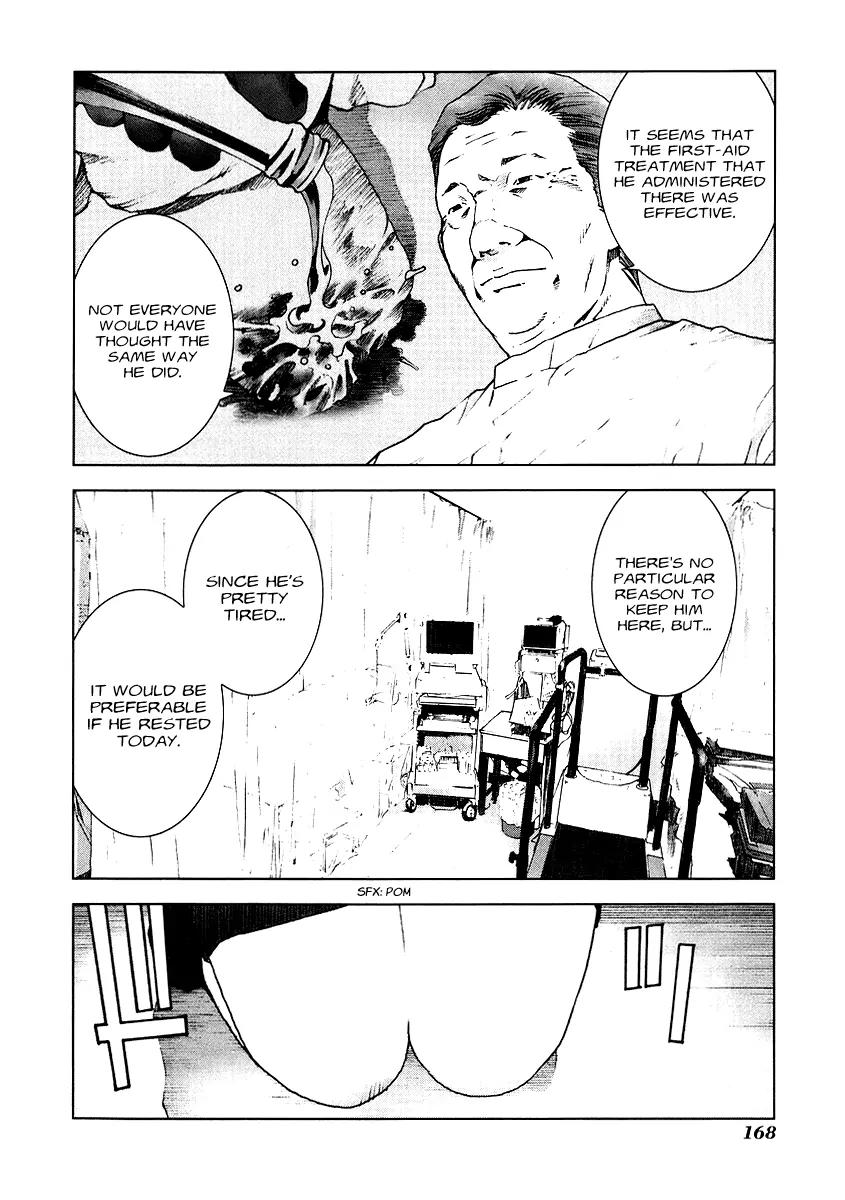 IT SEEMS THAT
THE FIRST-AID
TREATMENT THAT
HE ADMINISTERED
THERE WAS
EFFECTIVE.
NOT EVERYONE
WOULD HAVE
THOUGHT THE
SAME WAY
HE DID.
THERE'S NO
PARTICULAR
REASON TO
KEEP HIM
HERE, BUT...
SINCE HE'S
PRETTY
TIRED...
IT WOULD BE
PREFERABLE
IF HE RESTED
TODAY.
SFX: POM
168